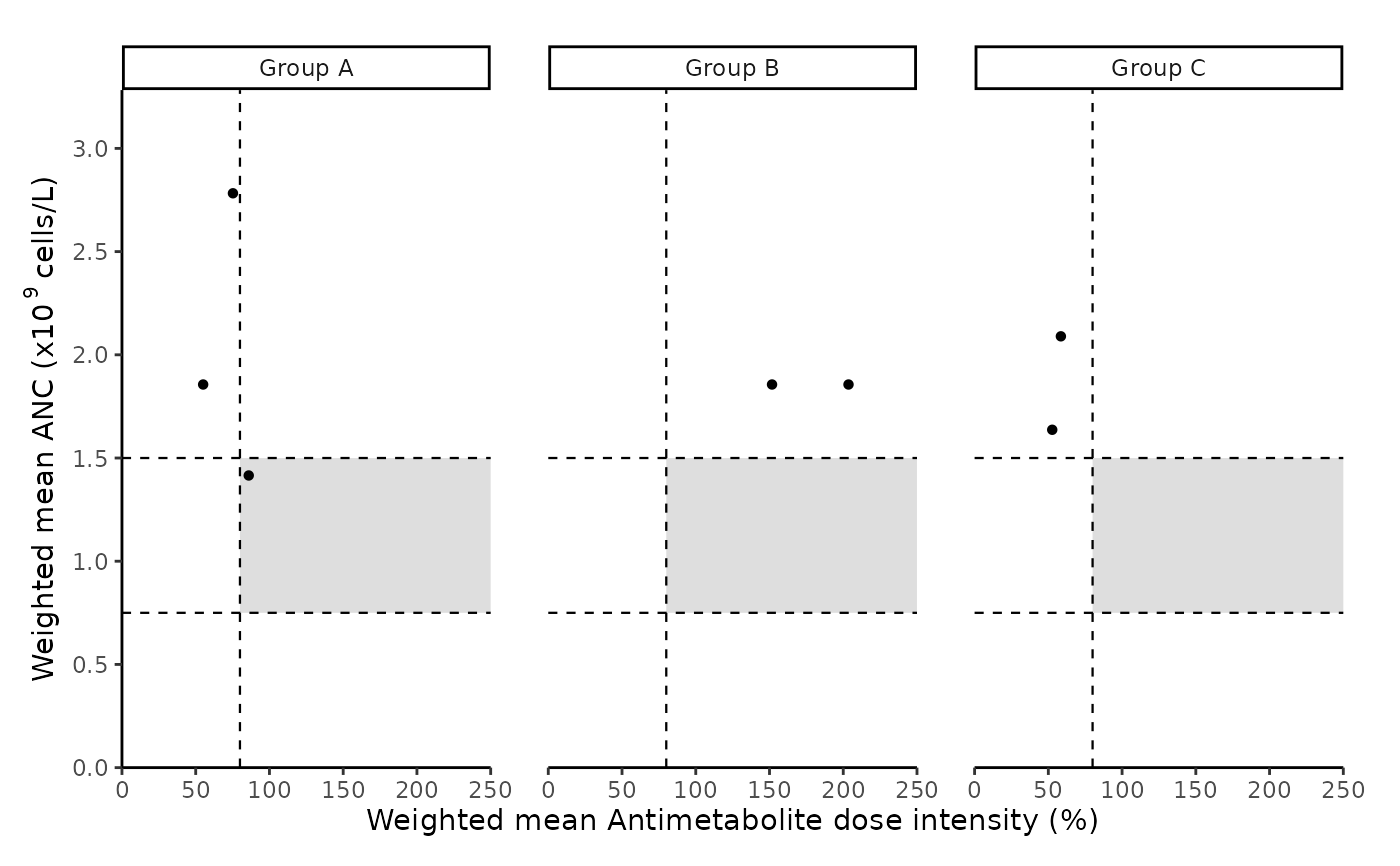 Group A
Group B
Group C
Weighted mean ANC (x10⁹ cells/L)
3.0
2.5
2.0
1.5
1.0
0.5
0.0
0 50 100 150 200 250
0 50 100 150 200 250
0 50 100 150 200 250
Weighted mean Antimetabolite dose intensity (%)